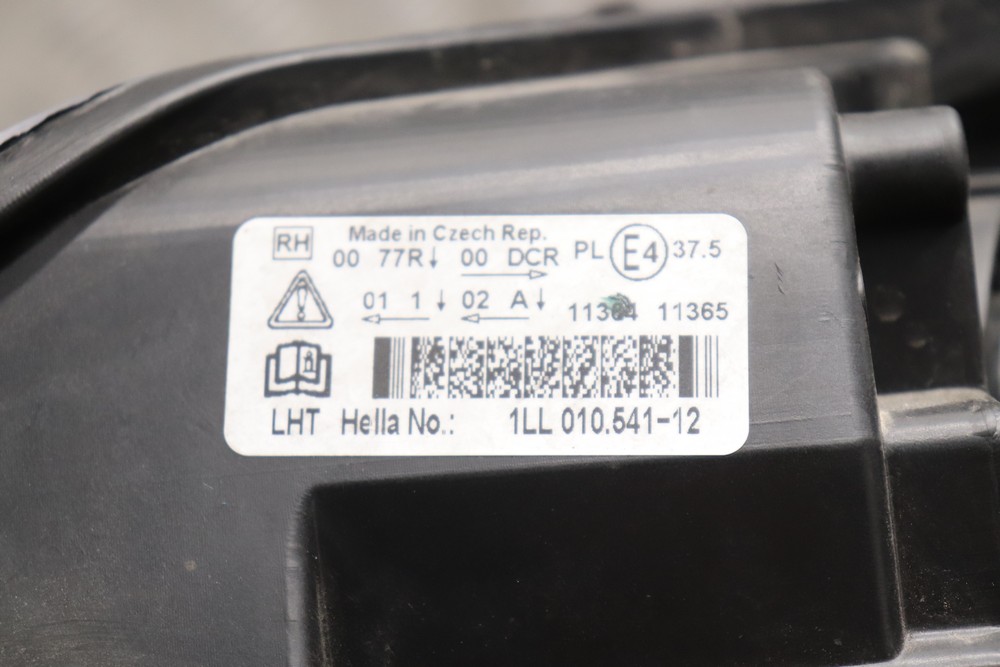 RH Made in Czech Rep.
00 77R↓ 00 DCR PL E4 37.5
01 1↓ 02 A↓ 11364 11365
LHT Hella No.: 1LL 010.541-12